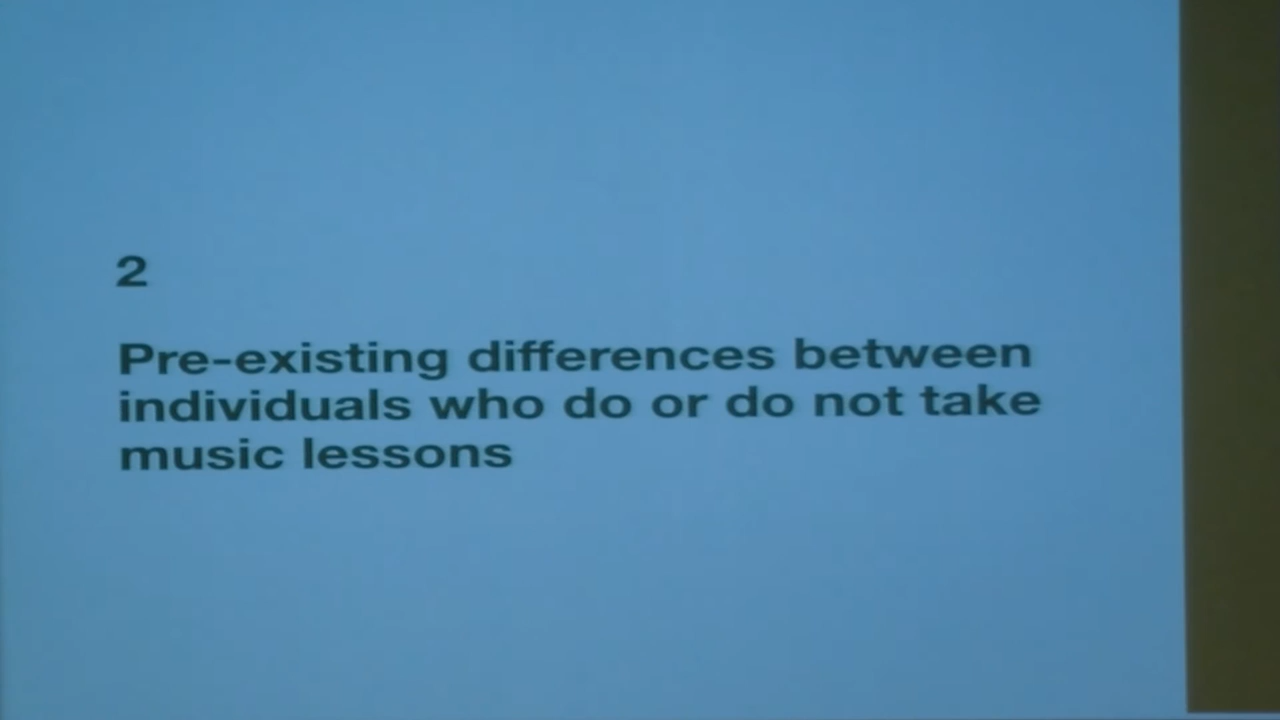 2
Pre-existing differences between
individuals who do or do not take
music lessons